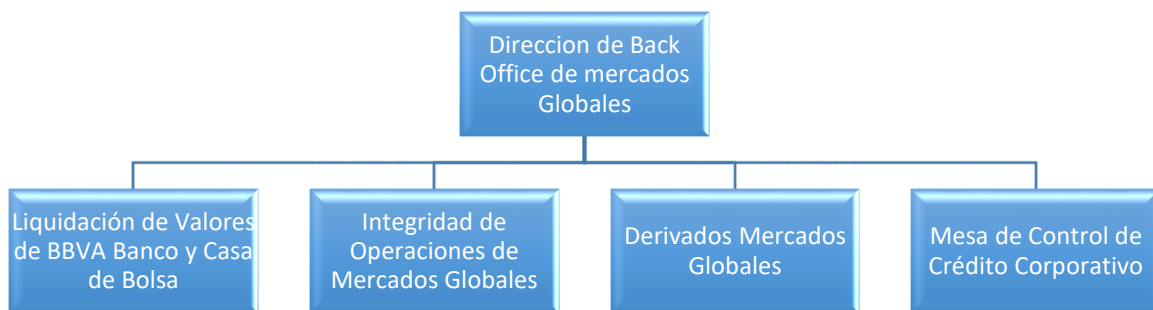 Direccion de Back
Office de mercados
Globales
Liquidación de Valores
de BBVA Banco y Casa
de Bolsa
Integridad de
Operaciones de
Mercados Globales
Derivados Mercados
Globales
Mesa de Control de
Crédito Corporativo